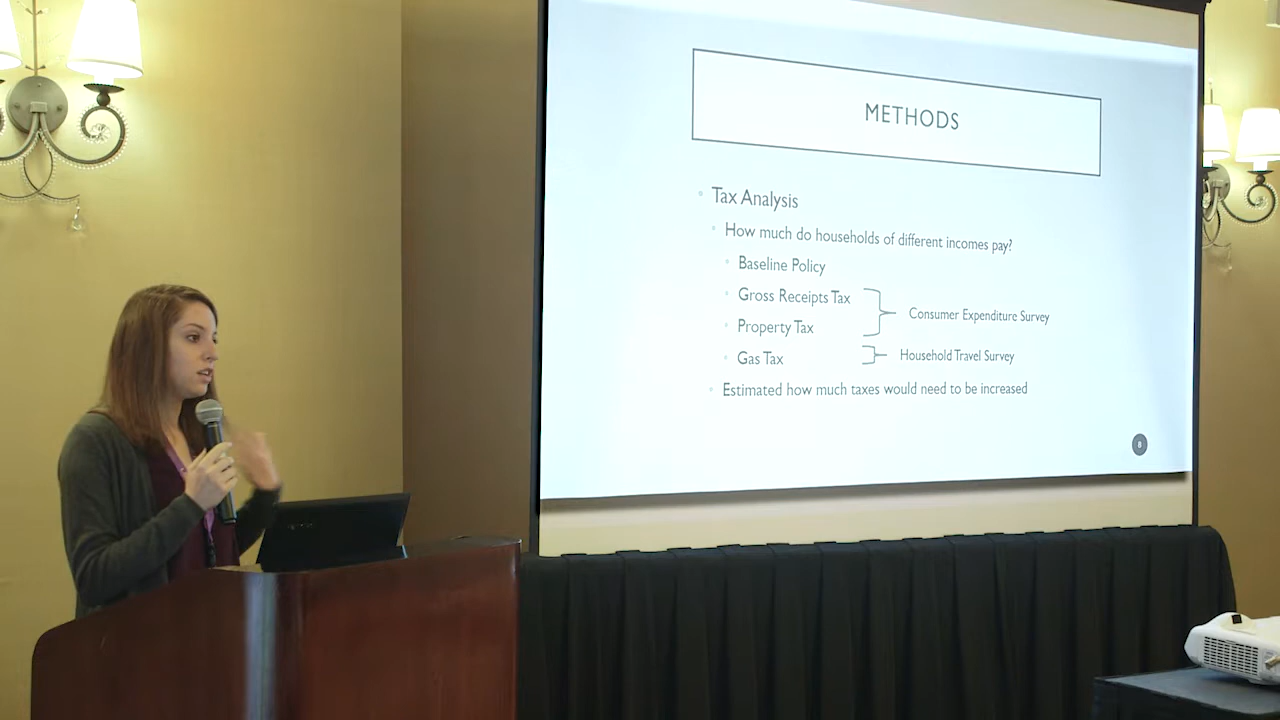 METHODS
Tax Analysis
How much do households of different incomes pay?
Baseline Policy
Gross Receipts Tax
Property Tax
Consumer Expenditure Survey
Gas Tax
Household Travel Survey
Estimated how much taxes would need to be increased
8